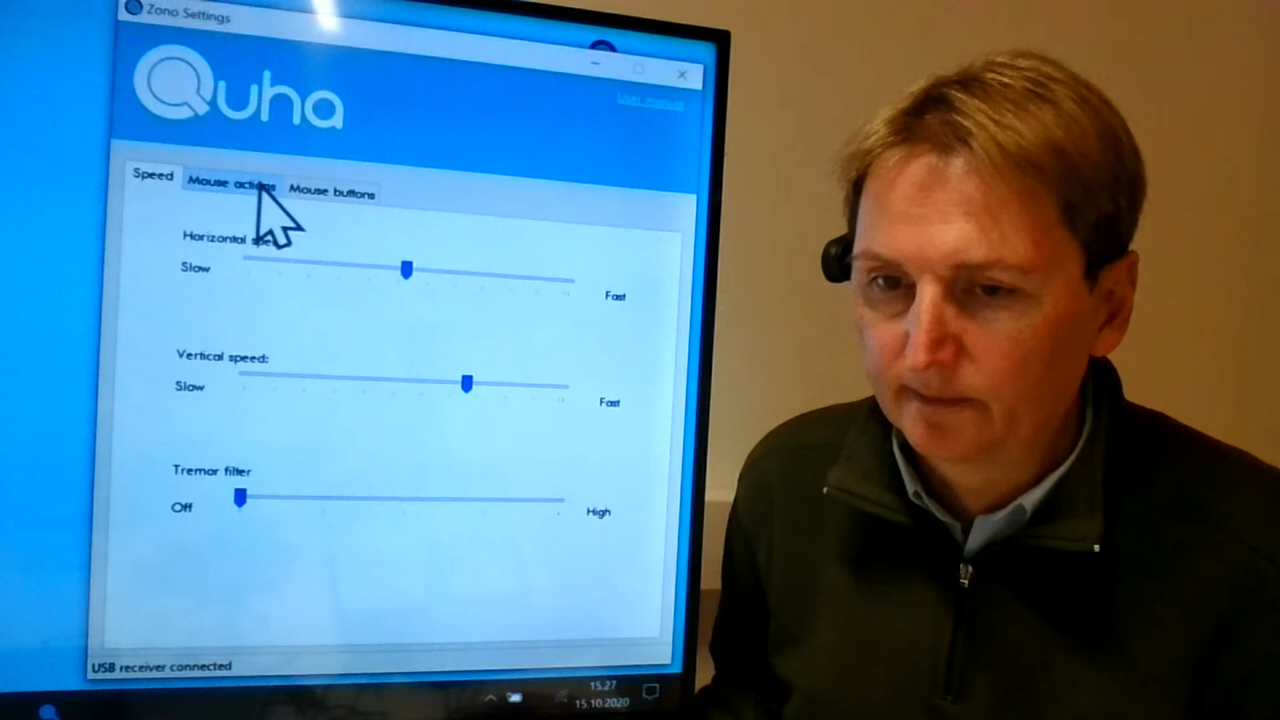 Zono Settings
Quha
User manual
Speed
Mouse actions
Mouse buttons
Horizontal
Slow
Fast
Vertical speed:
Slow
Fast
Tremor filter
Off
High
USB receiver connected
15.27
15.10.2020